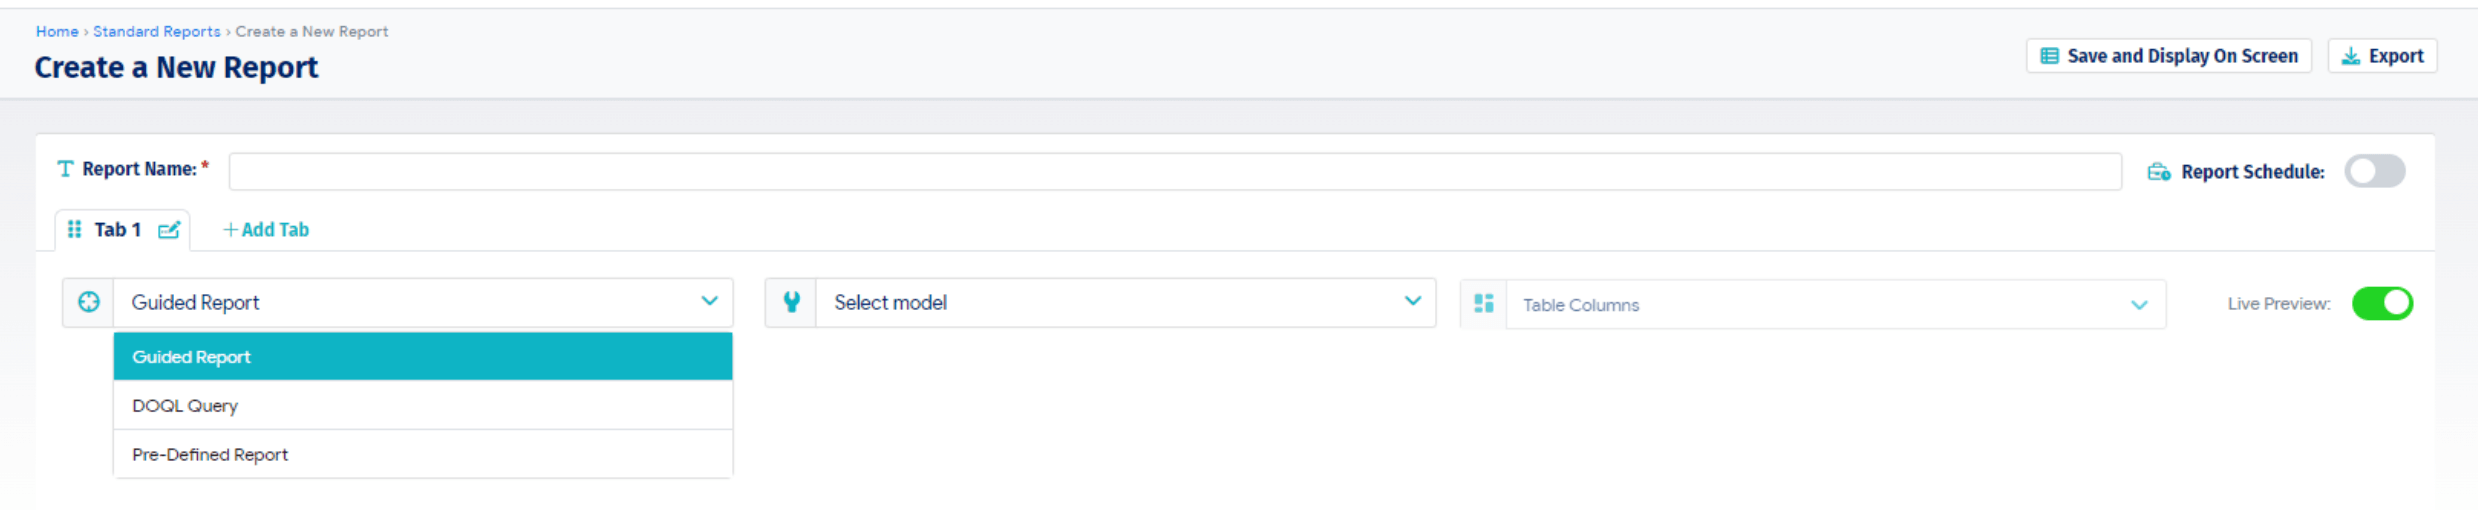 Home › Standard Reports › Create a New Report
Create a New Report
Save and Display On Screen
Export
Report Name: *
Report Schedule:
Tab 1
+ Add Tab
Guided Report
Select model
Table Columns
Live Preview:
Guided Report
DOQL Query
Pre-Defined Report